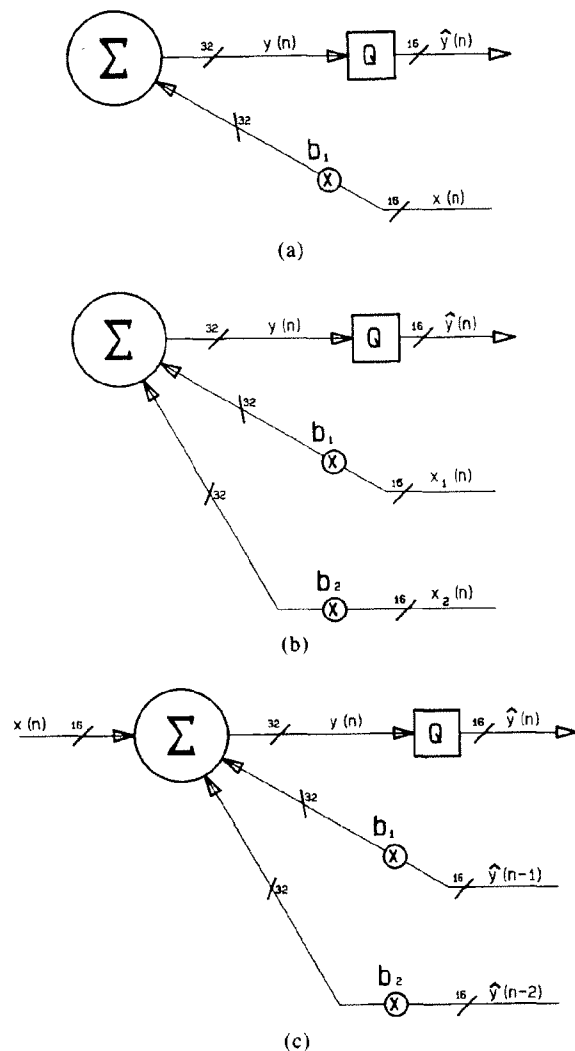 32 y(n) 16 ŷ(n)
Σ Q
32
b₁
x
16 x(n)
(a)
32 y(n) 16 ŷ(n)
Σ Q
32
b₁
x
16 x₁(n)
32
b₂
x 16 x₂(n)
(b)
x(n) 16 32 y(n) 16 ŷ(n)
Σ Q
32
b₁
x
16 ŷ(n-1)
32
b₂
x 16 ŷ(n-2)
(c)